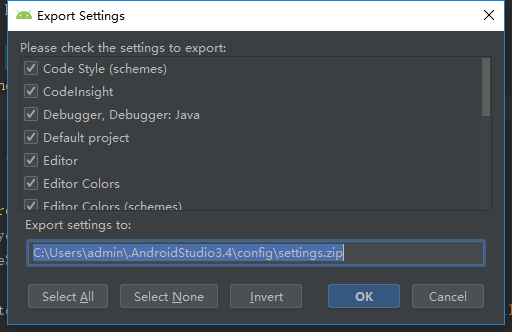 Export Settings
Please check the settings to export:
Code Style (schemes)
CodeInsight
Debugger, Debugger: Java
Default project
Editor
Editor Colors
Editor Colors (schemes)
Export settings to:
C:\Users\admin\.AndroidStudio3.4\config\settings.zip
Select All
Select None
Invert
OK
Cancel